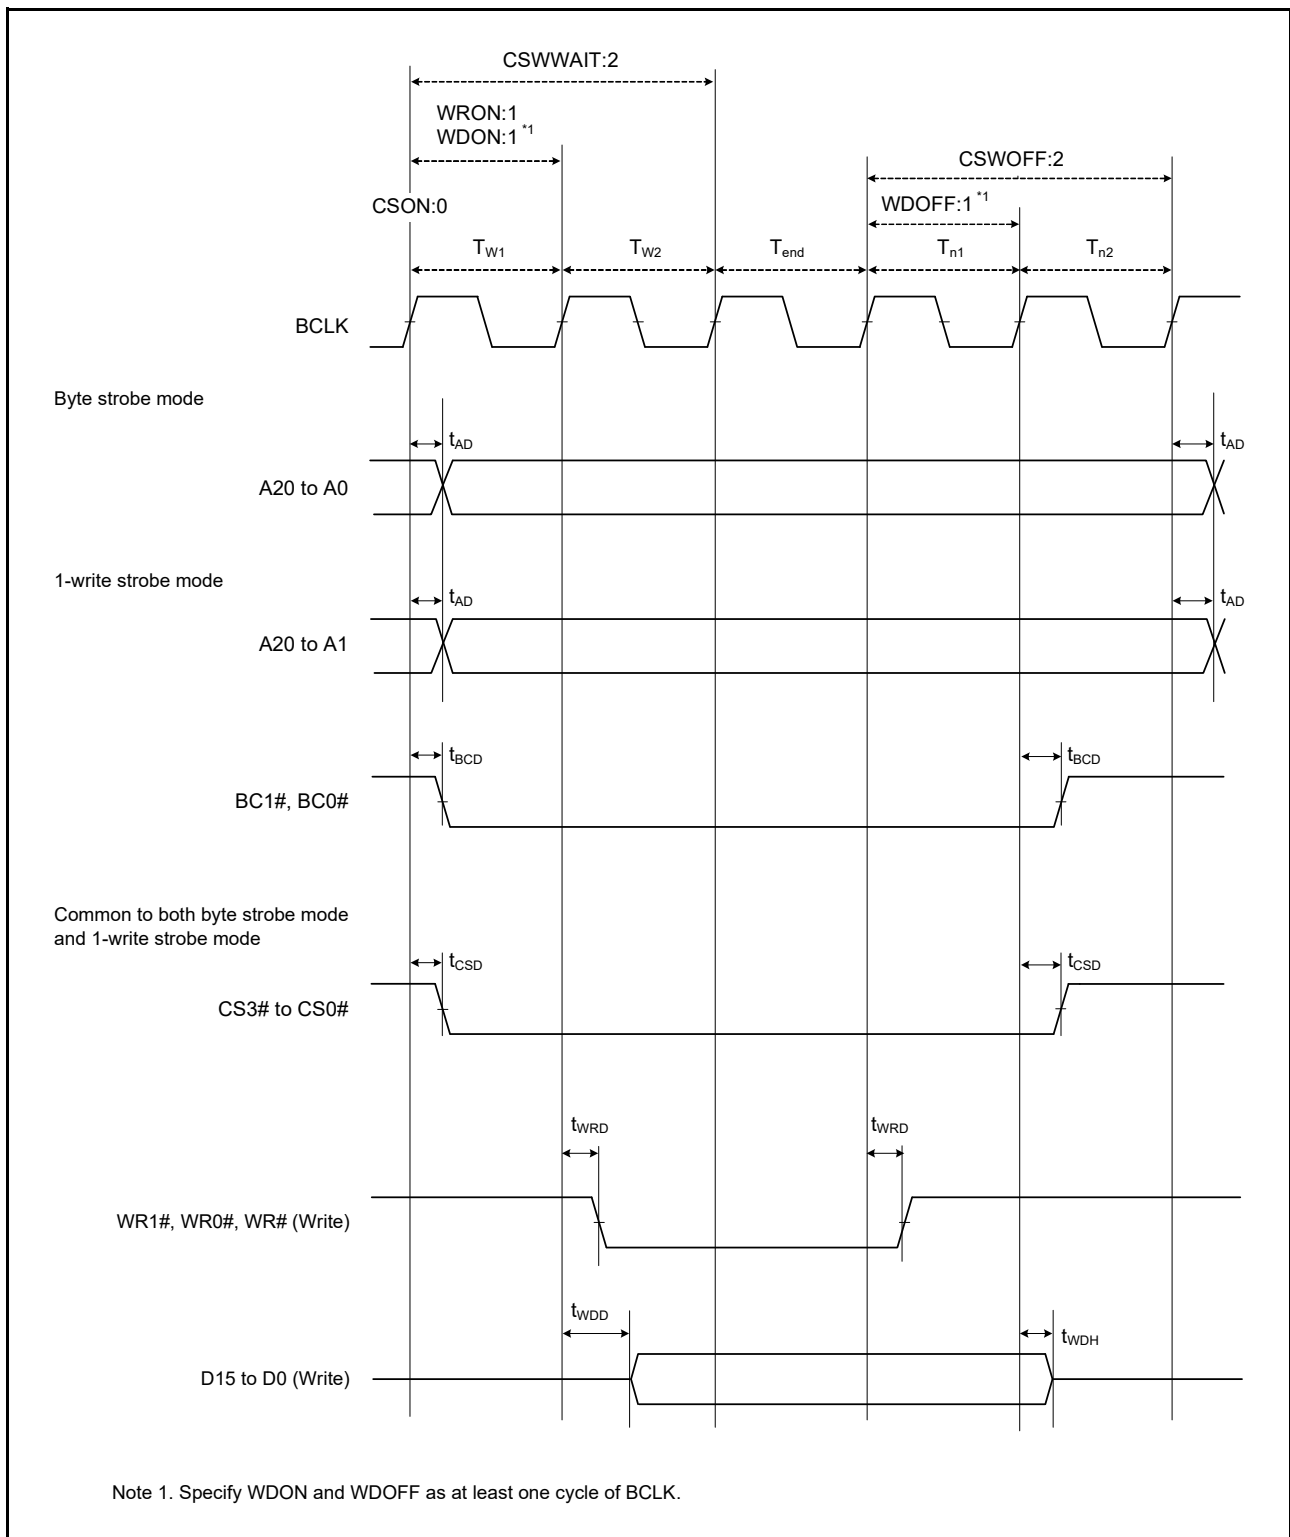 CSWWAIT:2
WRON:1
WDON:1 *1
CSWOFF:2
WDOFF:1 *1
CSON:0
TW1
TW2
Tend
Tn1
Tn2
BCLK
Byte strobe mode
tAD
tAD
A20 to A0
1-write strobe mode
tAD
tAD
A20 to A1
tBCD
tBCD
BC1#, BC0#
Common to both byte strobe mode
and 1-write strobe mode
tCSD
tCSD
CS3# to CS0#
tWRD
tWRD
WR1#, WR0#, WR# (Write)
tWDD
tWDH
D15 to D0 (Write)
Note 1. Specify WDON and WDOFF as at least one cycle of BCLK.